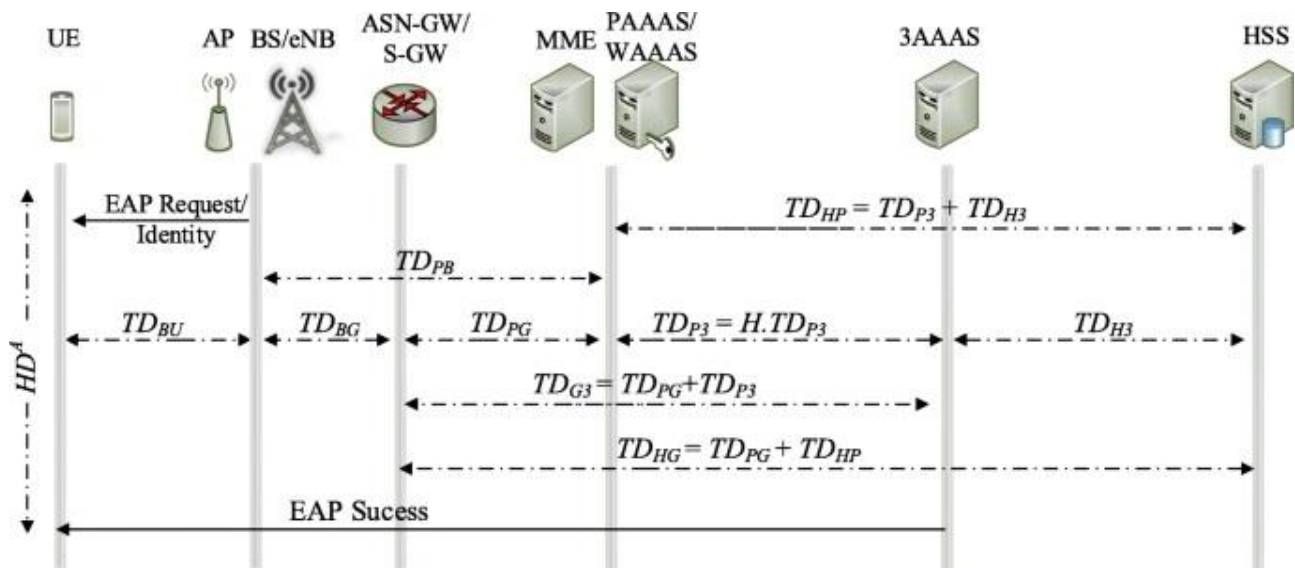 UE
AP
BS/eNB
ASN-GW/
S-GW
MME
PAAAS/
WAAAS
3AAAS
HSS
EAP Request/
Identity
TD_HP = TD_P3 + TD_H3
TD_PB
TD_BU
TD_BG
TD_PG
TD_P3 = H.TD_P3
TD_H3
HD^A
TD_G3 = TD_PG+TD_P3
TD_HG = TD_PG + TD_HP
EAP Sucess